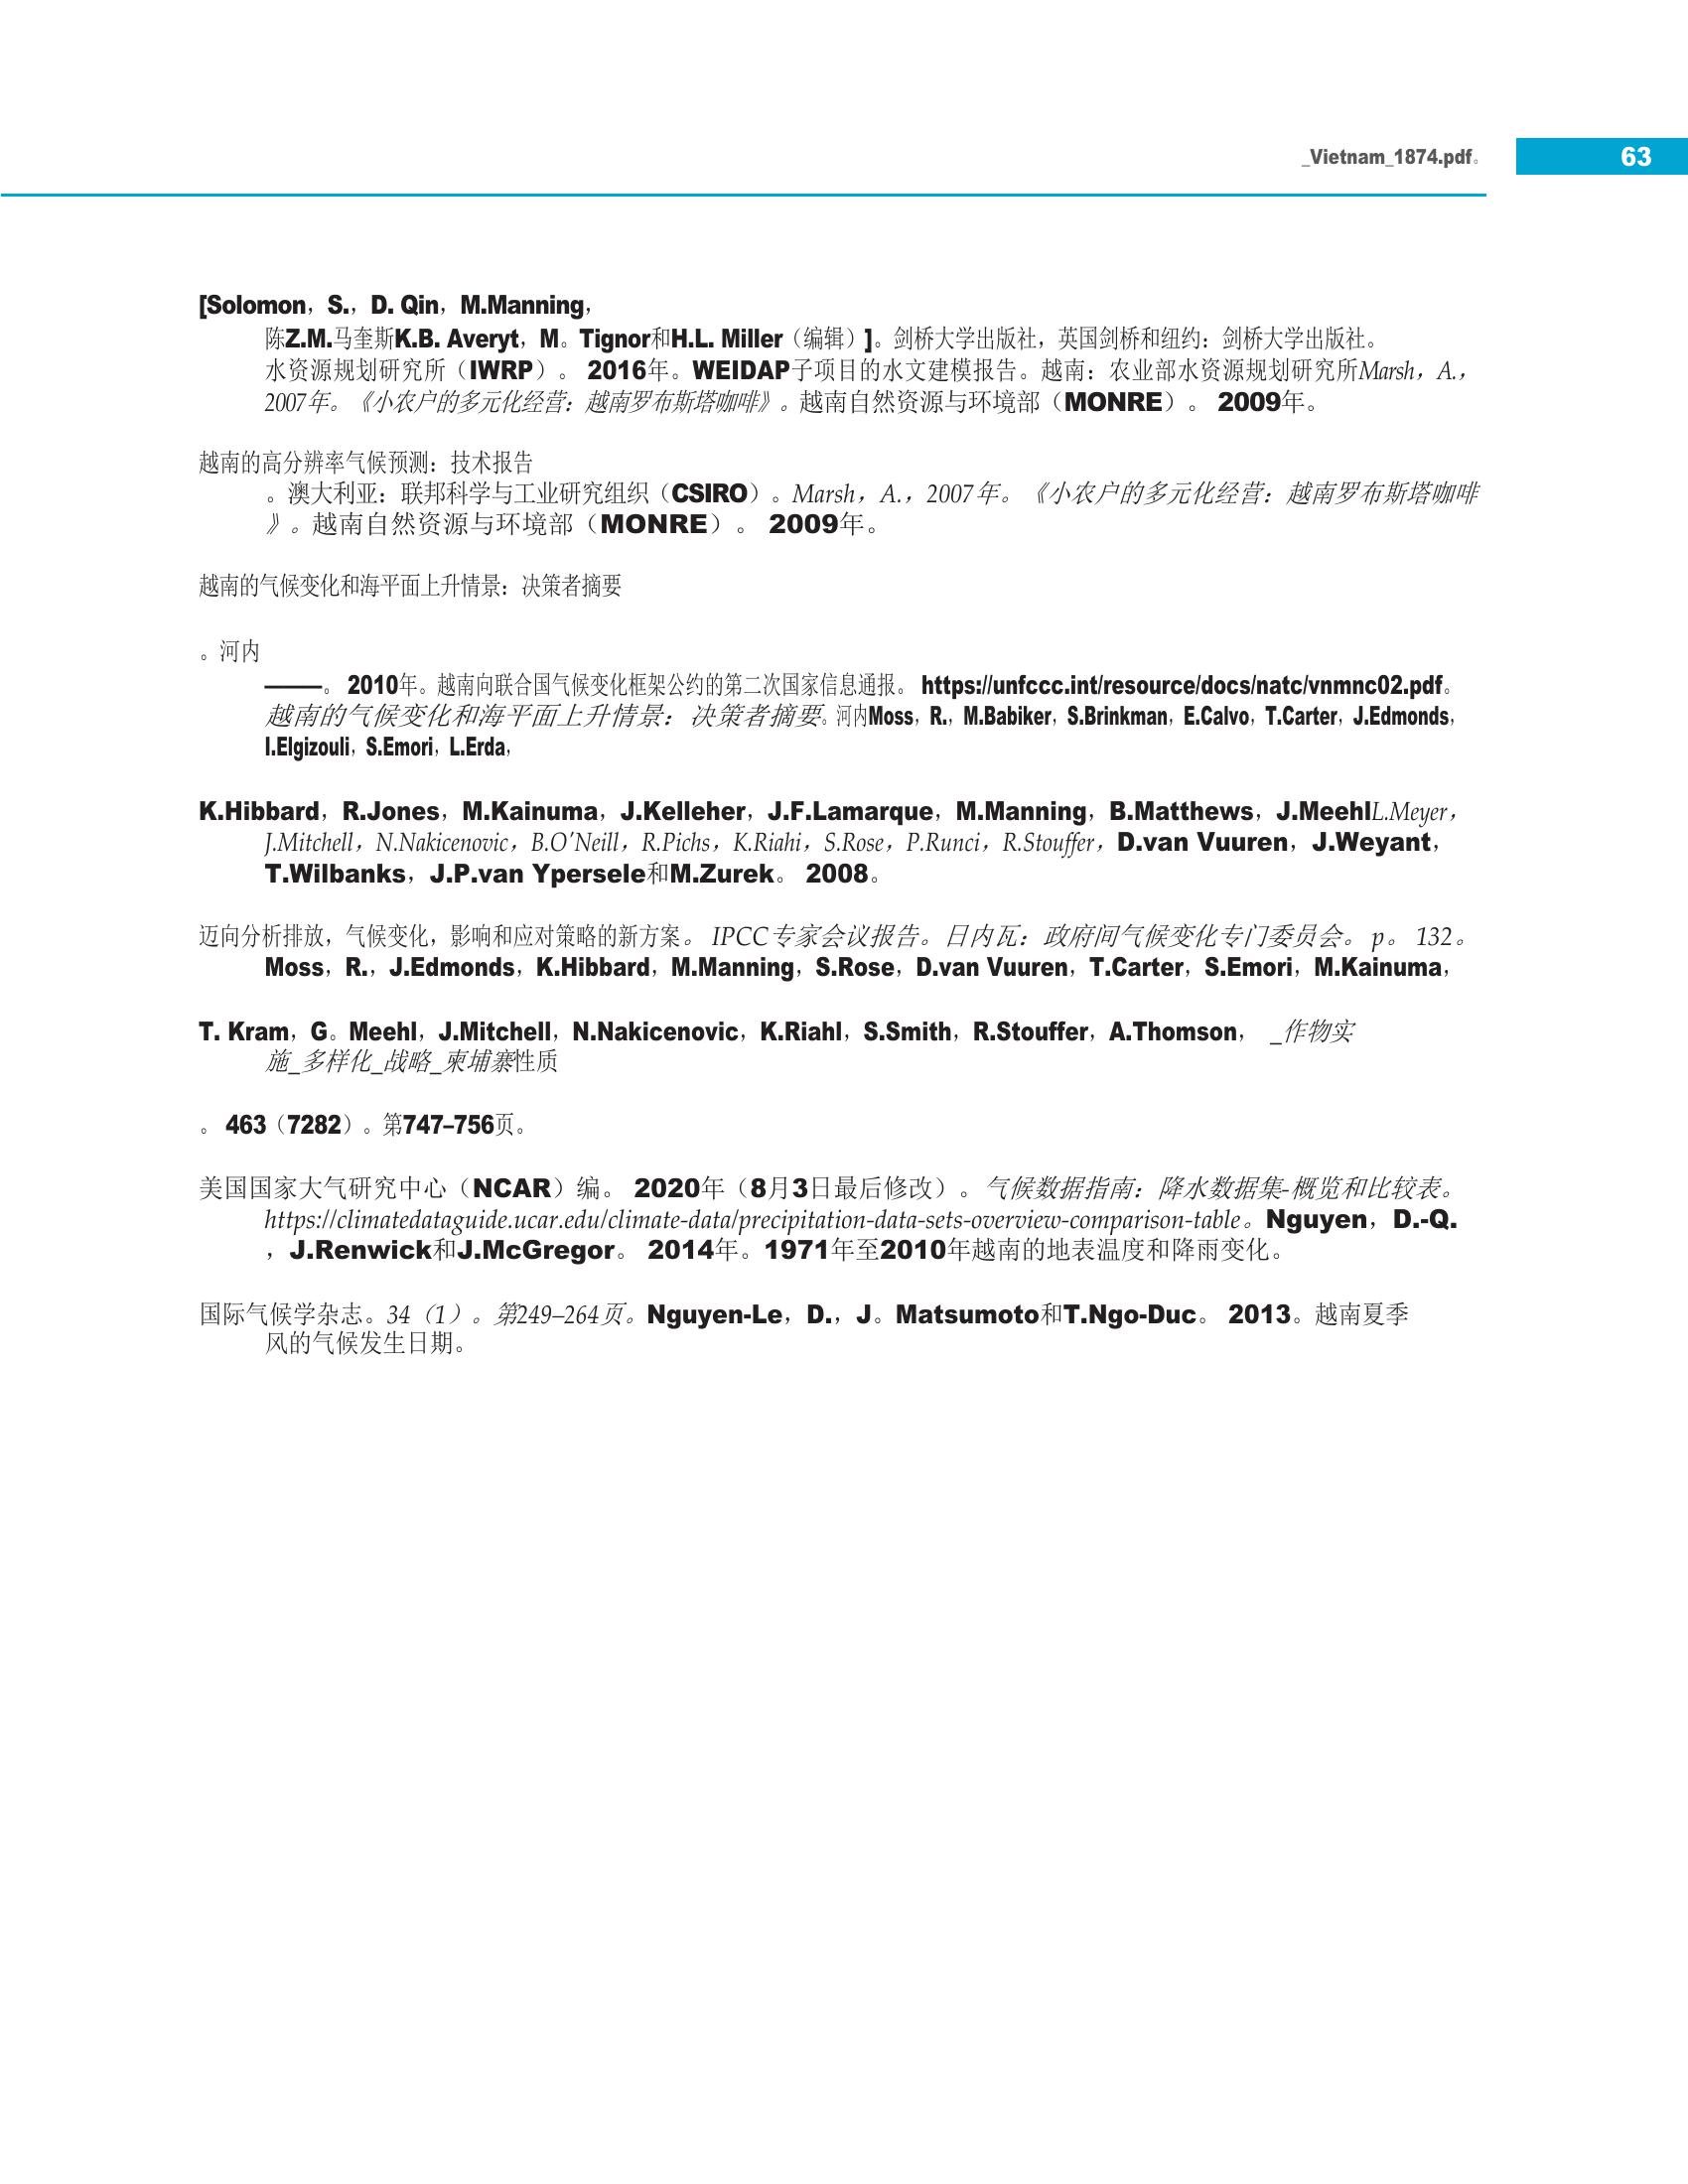 _Vietnam_1874.pdf。
63
[Solomon，S.，D. Qin，M.Manning，
陈Z.M.马奎斯K.B. Averyt，M。Tignor和H.L. Miller（编辑）]。剑桥大学出版社，英国剑桥和纽约：剑桥大学出版社。
水资源规划研究所（IWRP）。 2016年。WEIDAP子项目的水文建模报告。越南：农业部水资源规划研究所Marsh，A.，
2007年。《小农户的多元化经营：越南罗布斯塔咖啡》。越南自然资源与环境部（MONRE）。 2009年。
越南的高分辨率气候预测：技术报告
。澳大利亚：联邦科学与工业研究组织（CSIRO）。Marsh，A.，2007年。《小农户的多元化经营：越南罗布斯塔咖啡
》。越南自然资源与环境部（MONRE）。 2009年。
越南的气候变化和海平面上升情景：决策者摘要
。河内
———。 2010年。越南向联合国气候变化框架公约的第二次国家信息通报。 https://unfccc.int/resource/docs/natc/vnmnc02.pdf。
越南的气候变化和海平面上升情景：决策者摘要。河内Moss，R.，M.Babiker，S.Brinkman，E.Calvo，T.Carter，J.Edmonds，
I.Elgizouli，S.Emori，L.Erda，
K.Hibbard，R.Jones，M.Kainuma，J.Kelleher，J.F.Lamarque，M.Manning，B.Matthews，J.MeehlL.Meyer，
J.Mitchell，N.Nakicenovic，B.O'Neill，R.Pichs，K.Riahi，S.Rose，P.Runci，R.Stouffer，D.van Vuuren，J.Weyant，
T.Wilbanks，J.P.van Ypersele和M.Zurek。 2008。
迈向分析排放，气候变化，影响和应对策略的新方案。 IPCC专家会议报告。日内瓦：政府间气候变化专门委员会。p。 132。
Moss，R.，J.Edmonds，K.Hibbard，M.Manning，S.Rose，D.van Vuuren，T.Carter，S.Emori，M.Kainuma，
T. Kram，G。Meehl，J.Mitchell，N.Nakicenovic，K.Riahl，S.Smith，R.Stouffer，A.Thomson， _作物实
施_多样化_战略_柬埔寨性质
。 463（7282）。第747–756页。
美国国家大气研究中心（NCAR）编。 2020年（8月3日最后修改）。气候数据指南：降水数据集-概览和比较表。
https://climatedataguide.ucar.edu/climate-data/precipitation-data-sets-overview-comparison-table。Nguyen，D.-Q.
，J.Renwick和J.McGregor。 2014年。1971年至2010年越南的地表温度和降雨变化。
国际气候学杂志。34（1）。第249–264页。Nguyen-Le，D.，J。Matsumoto和T.Ngo-Duc。 2013。越南夏季
风的气候发生日期。